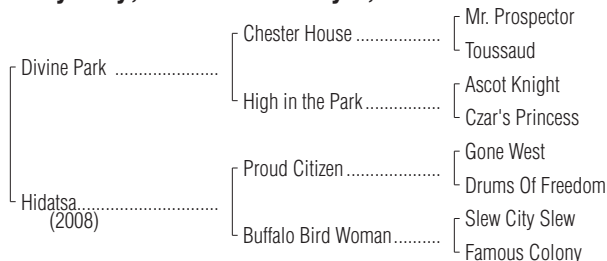 Mr. Prospector
Chester House ..................
Toussaud
Divine Park ......................
Ascot Knight
High in the Park................
Czar's Princess
Gone West
Proud Citizen ....................
Drums Of Freedom
Hidatsa..............................
(2008)
Slew City Slew
Buffalo Bird Woman..........
Famous Colony